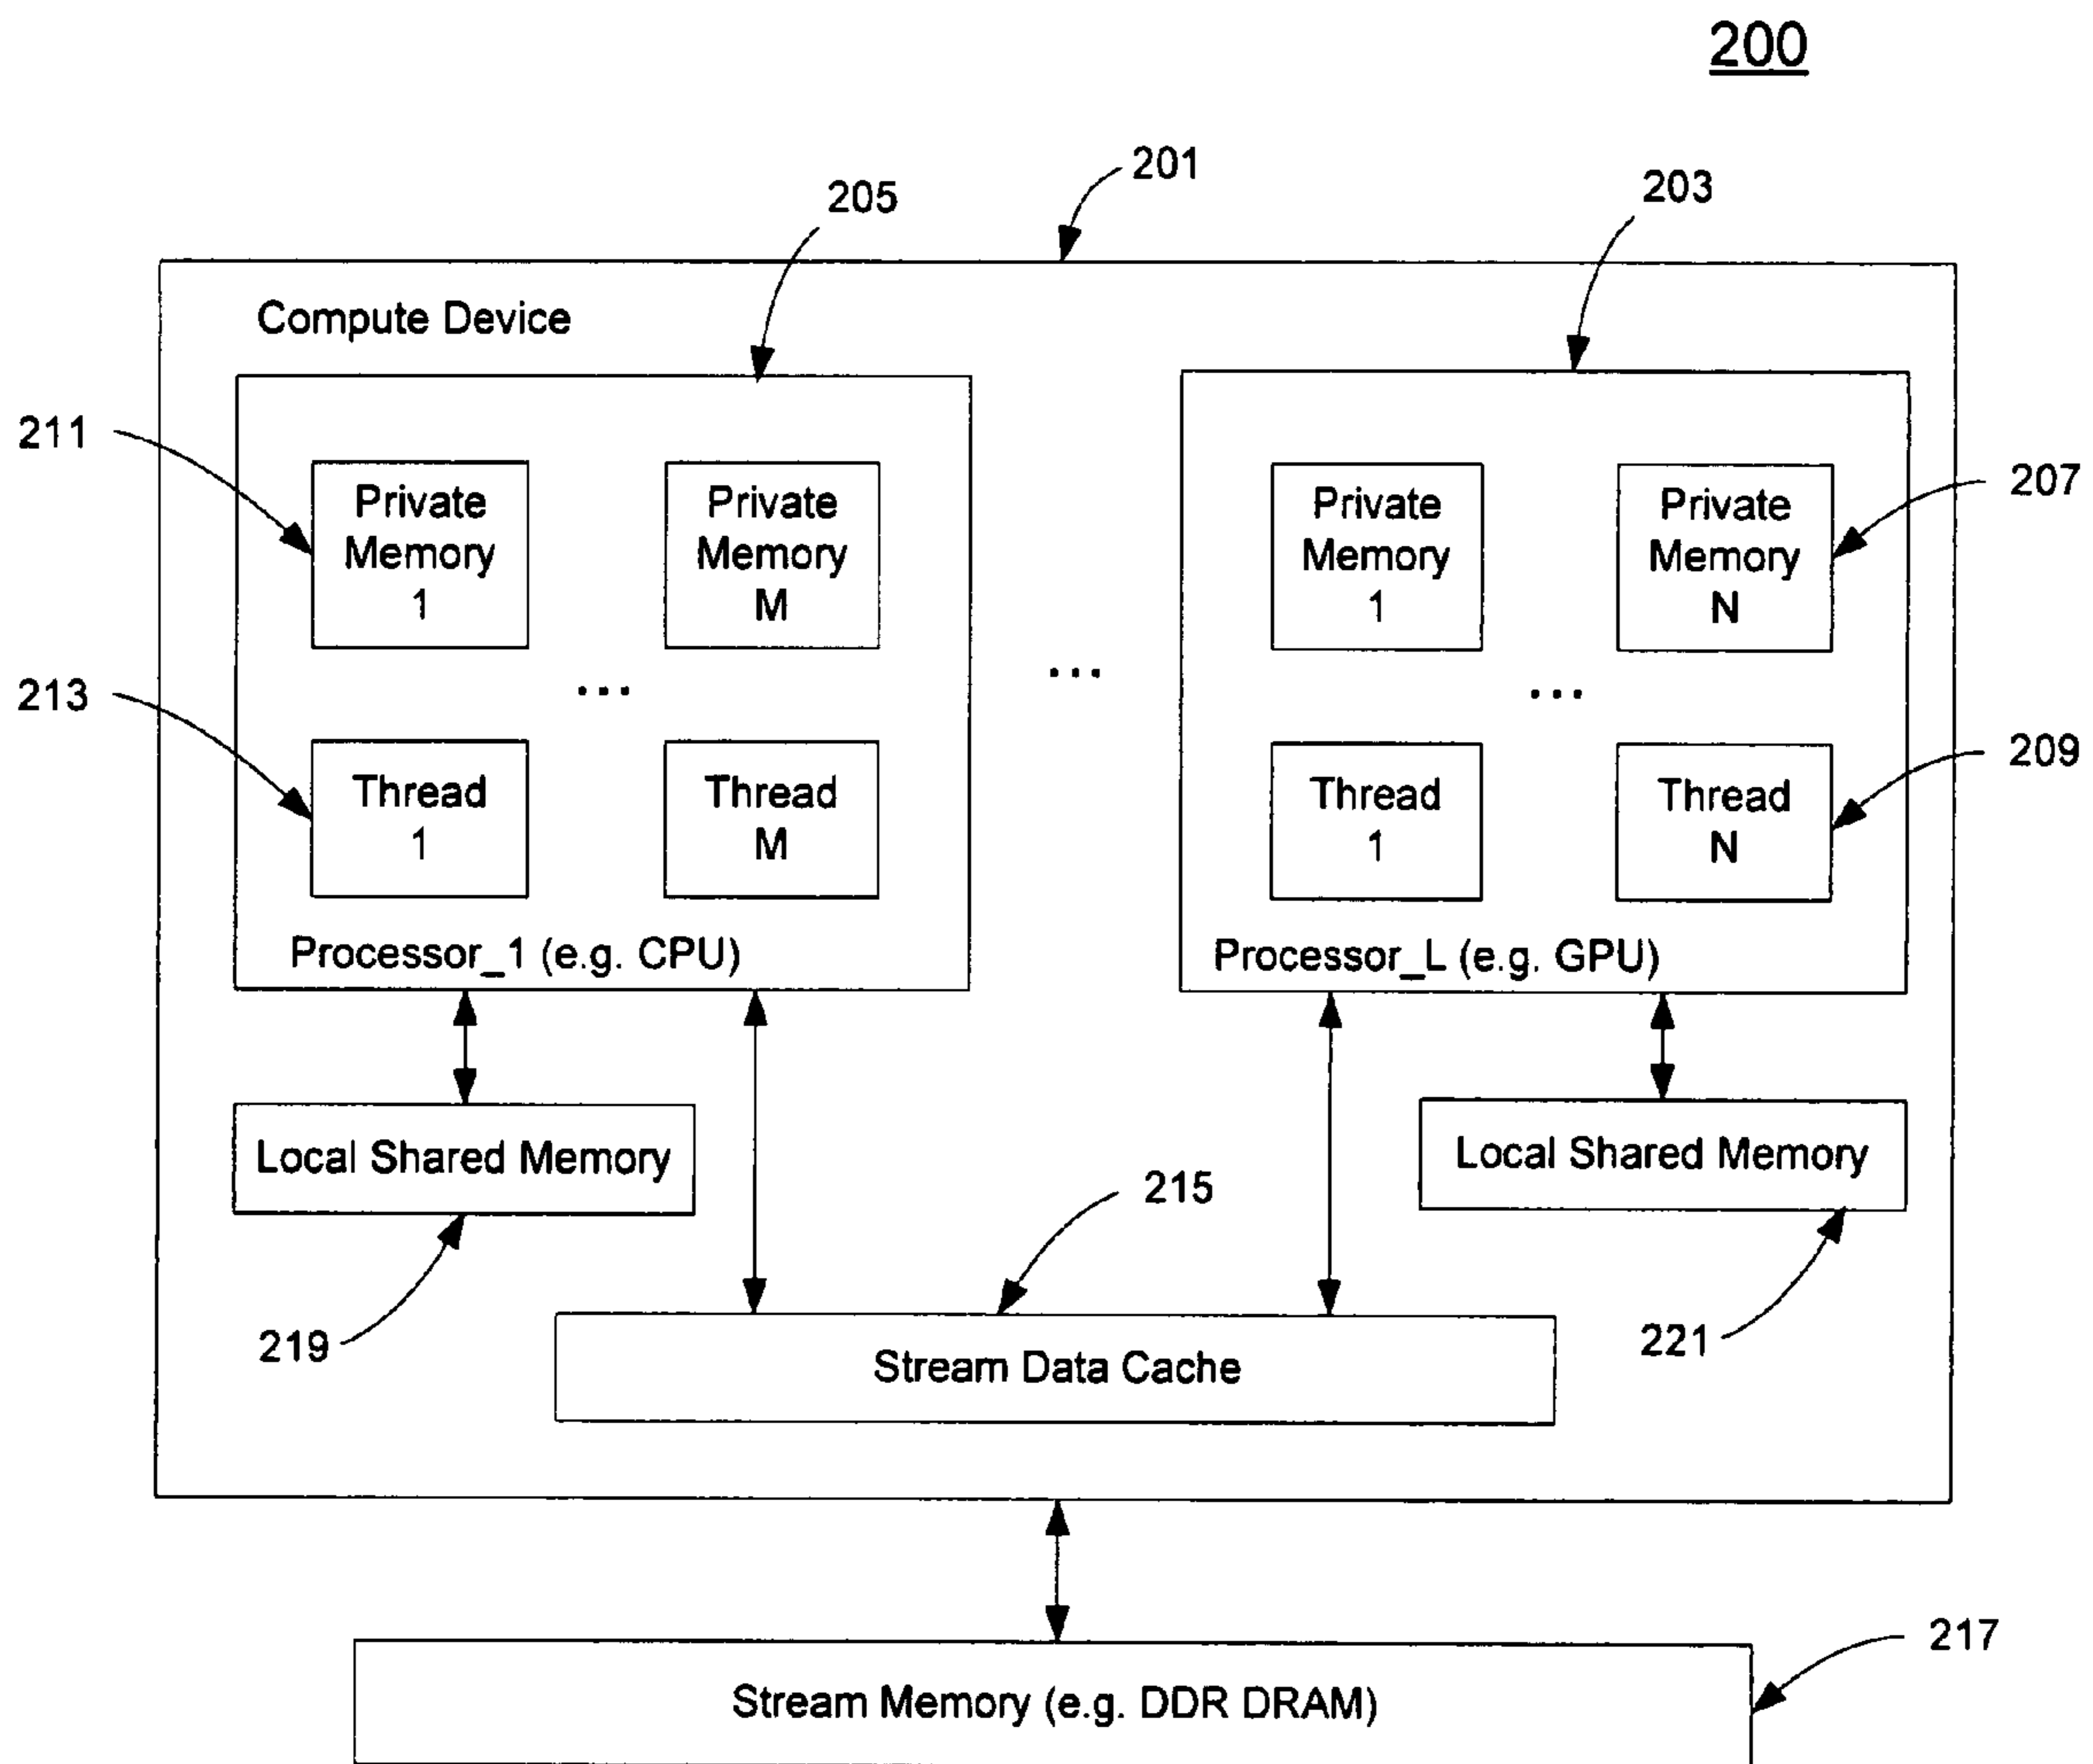 200
201
205
203
Compute Device
211
207
Private
Memory
1
Private
Memory
M
Private
Memory
1
Private
Memory
N
...
...
...
213
209
Thread
1
Thread
M
Thread
1
Thread
N
Processor_1 (e.g. CPU)
Processor_L (e.g. GPU)
Local Shared Memory
Local Shared Memory
215
219
221
Stream Data Cache
217
Stream Memory (e.g. DDR DRAM)